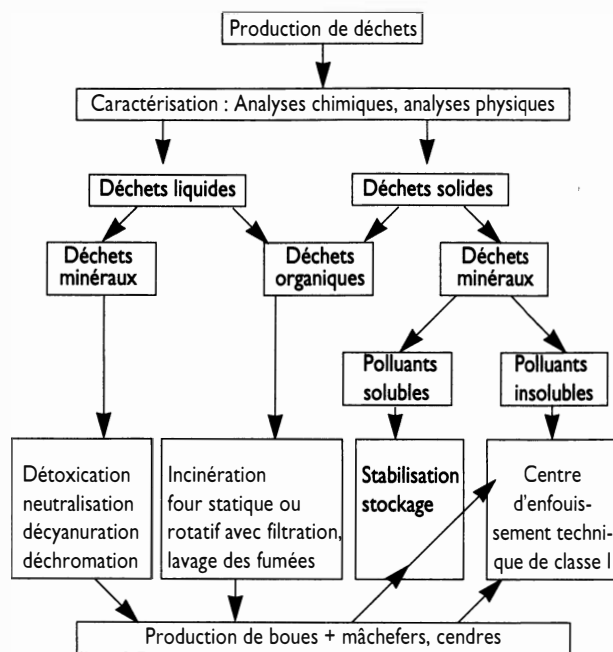 Production de déchets
Caractérisation : Analyses chimiques, analyses physiques
Déchets liquides
Déchets solides
Déchets
minéraux
Déchets
organiques
Déchets
minéraux
Polluants
solubles
Polluants
insolubles
Détoxication
neutralisation
décyanuration
déchromation
Incinération
four statique ou
rotatif avec filtration,
lavage des fumées
Stabilisation
stockage
Centre
d'enfouis-
sement techni-
que de classe I
Production de boues + mâchefers, cendres